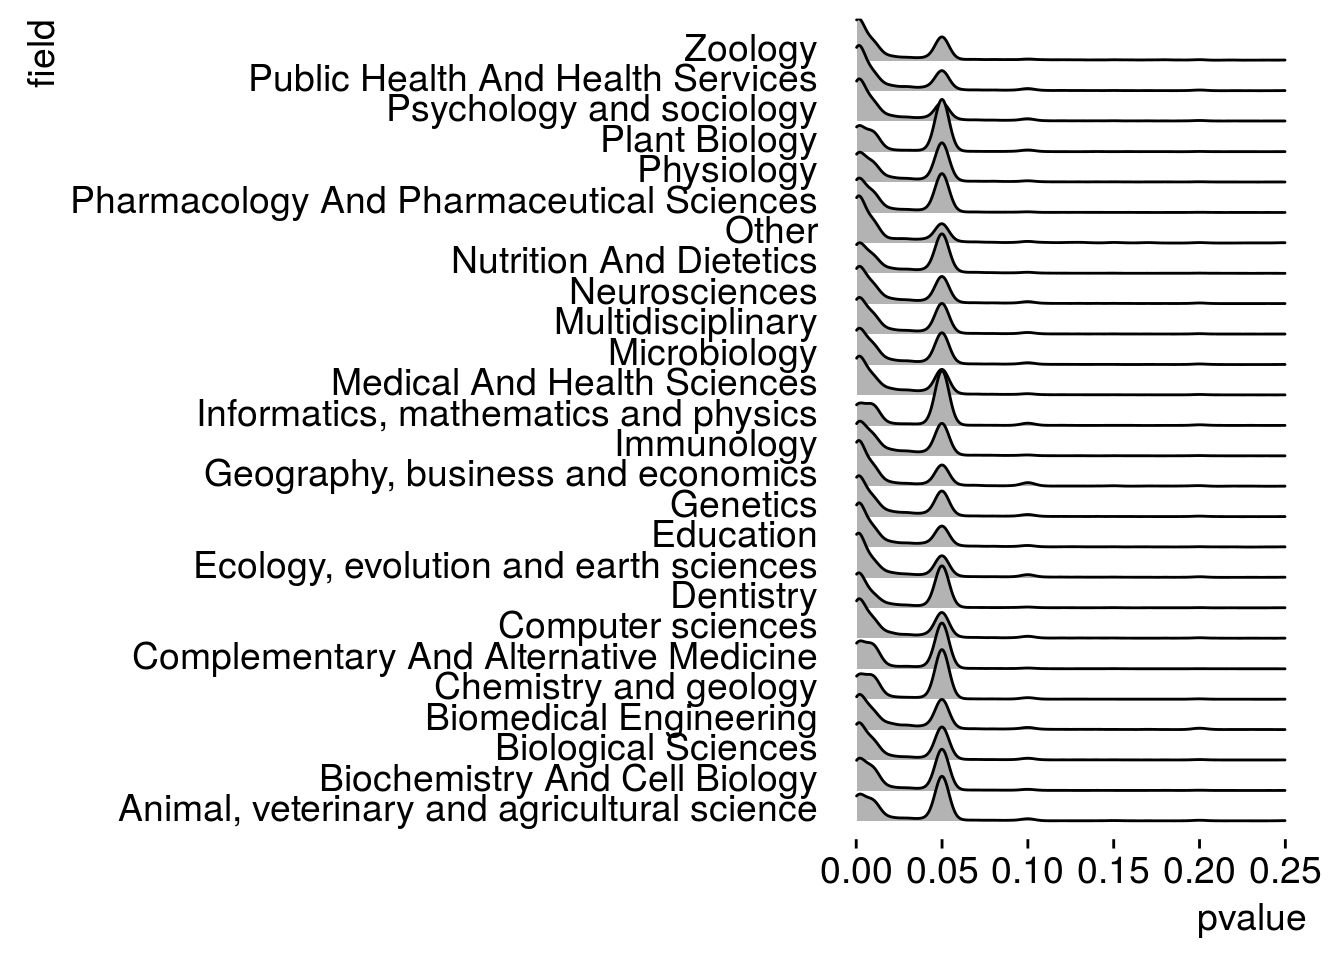 field
Zoology
Public Health And Health Services
Psychology and sociology
Plant Biology
Physiology
Pharmacology And Pharmaceutical Sciences
Other
Nutrition And Dietetics
Neurosciences
Multidisciplinary
Microbiology
Medical And Health Sciences
Informatics, mathematics and physics
Immunology
Geography, business and economics
Genetics
Education
Ecology, evolution and earth sciences
Dentistry
Computer sciences
Complementary And Alternative Medicine
Chemistry and geology
Biomedical Engineering
Biological Sciences
Biochemistry And Cell Biology
Animal, veterinary and agricultural science
0.00 0.05 0.10 0.15 0.20 0.25
pvalue